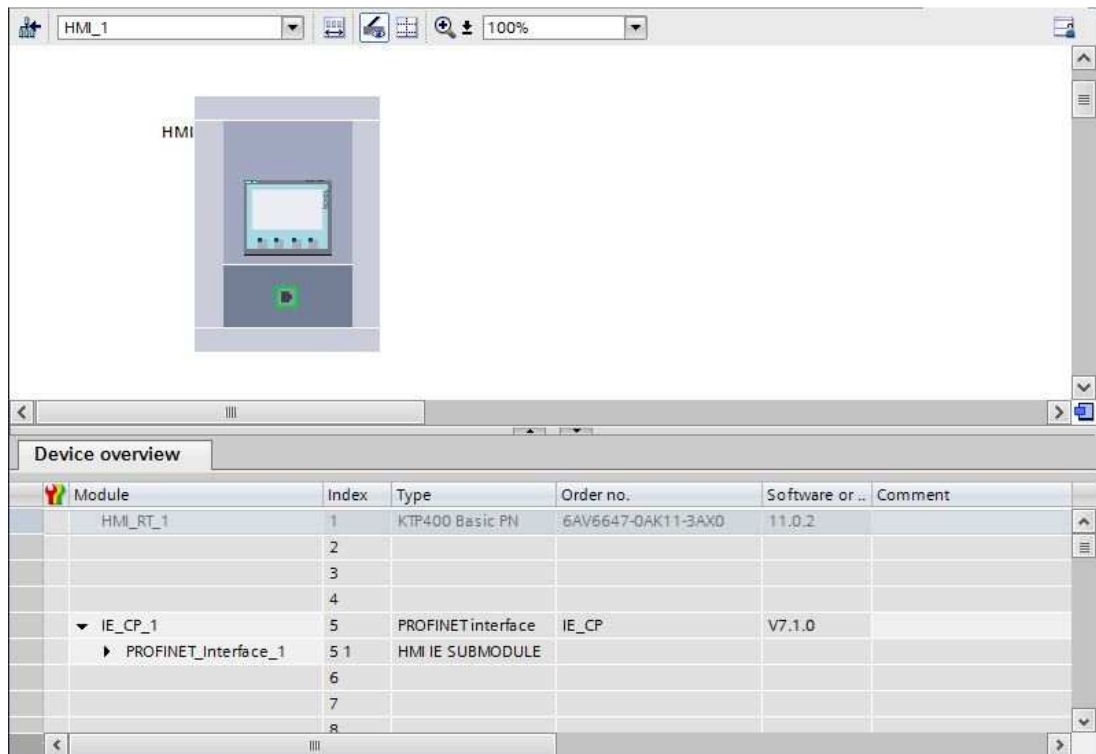 HMI_1 100%
HMI
Device overview
Module Index Type Order no. Software or .. Comment
HMI_RT_1 1 KTP400 Basic PN 6AV6647-0AK11-3AX0 11.0.2
2
3
4
IE_CP_1 5 PROFINET interface IE_CP V7.1.0
PROFINET_Interface_1 5 1 HMI IE SUBMODULE
6
7
8